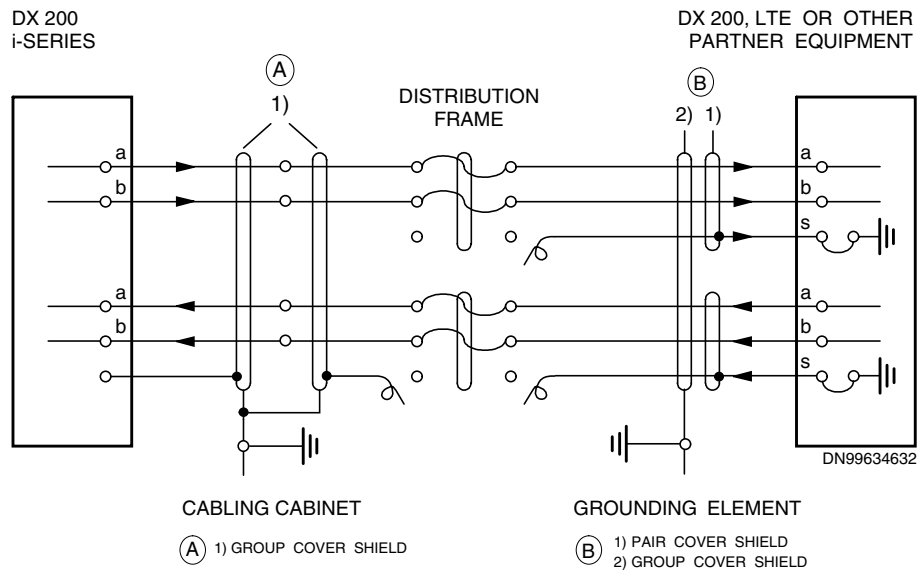 DX 200
i-SERIES
DX 200, LTE OR OTHER
PARTNER EQUIPMENT
A
1)
DISTRIBUTION
FRAME
B
2) 1)
a
b
a
b
a
b
s
a
b
s
DN99634632
CABLING CABINET
A 1) GROUP COVER SHIELD
GROUNDING ELEMENT
B 1) PAIR COVER SHIELD
2) GROUP COVER SHIELD